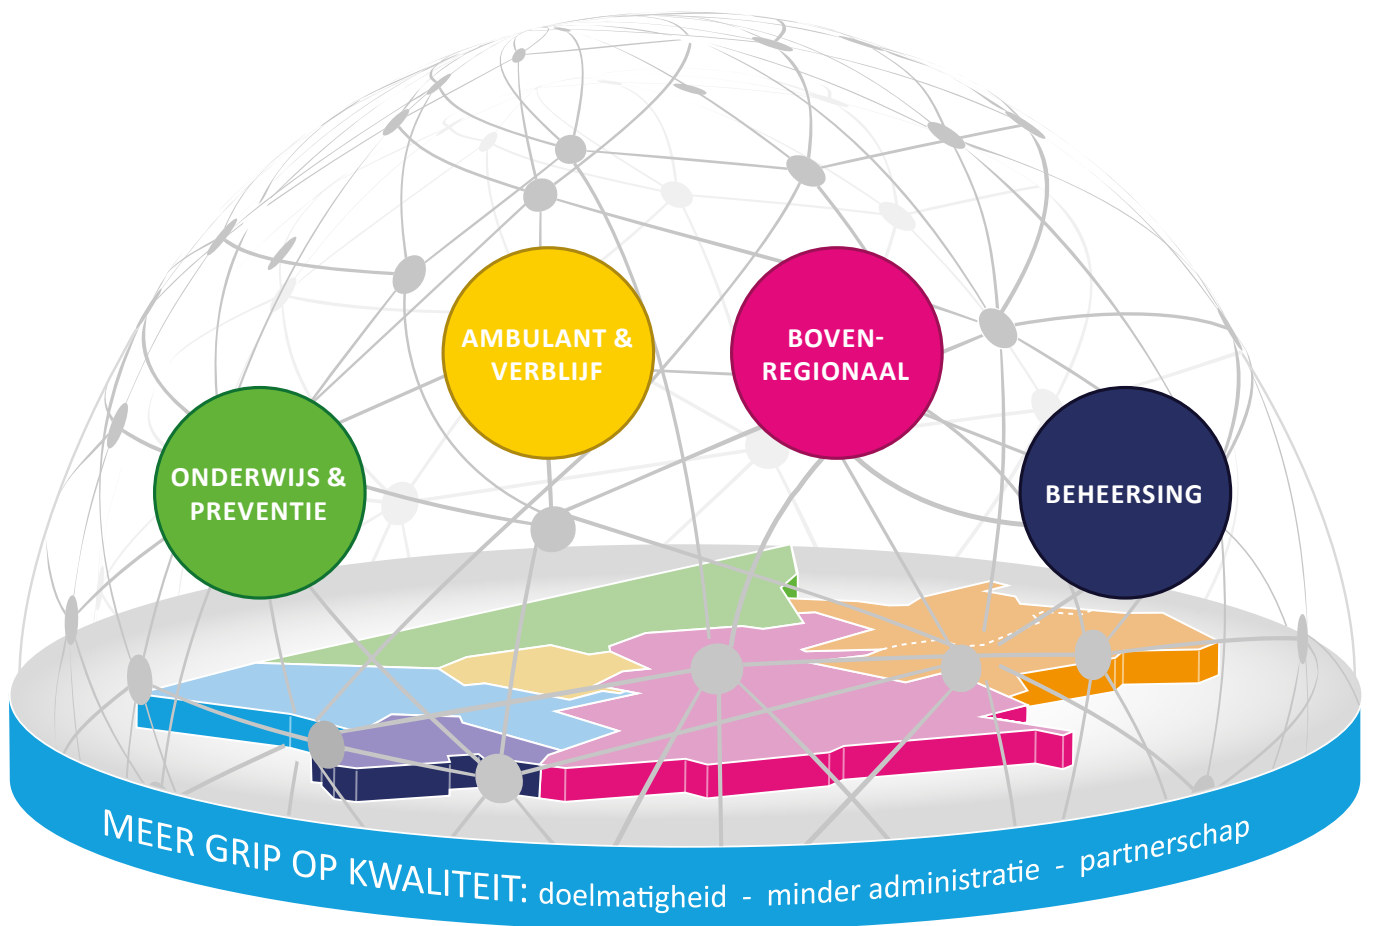 AMBULANT &
VERBLIJF
BOVEN-
REGIONAAL
ONDERWIJS &
PREVENTIE
BEHEERSING
MEER GRIP OP KWALITEIT: doelmatigheid - minder administratie - partnerschap